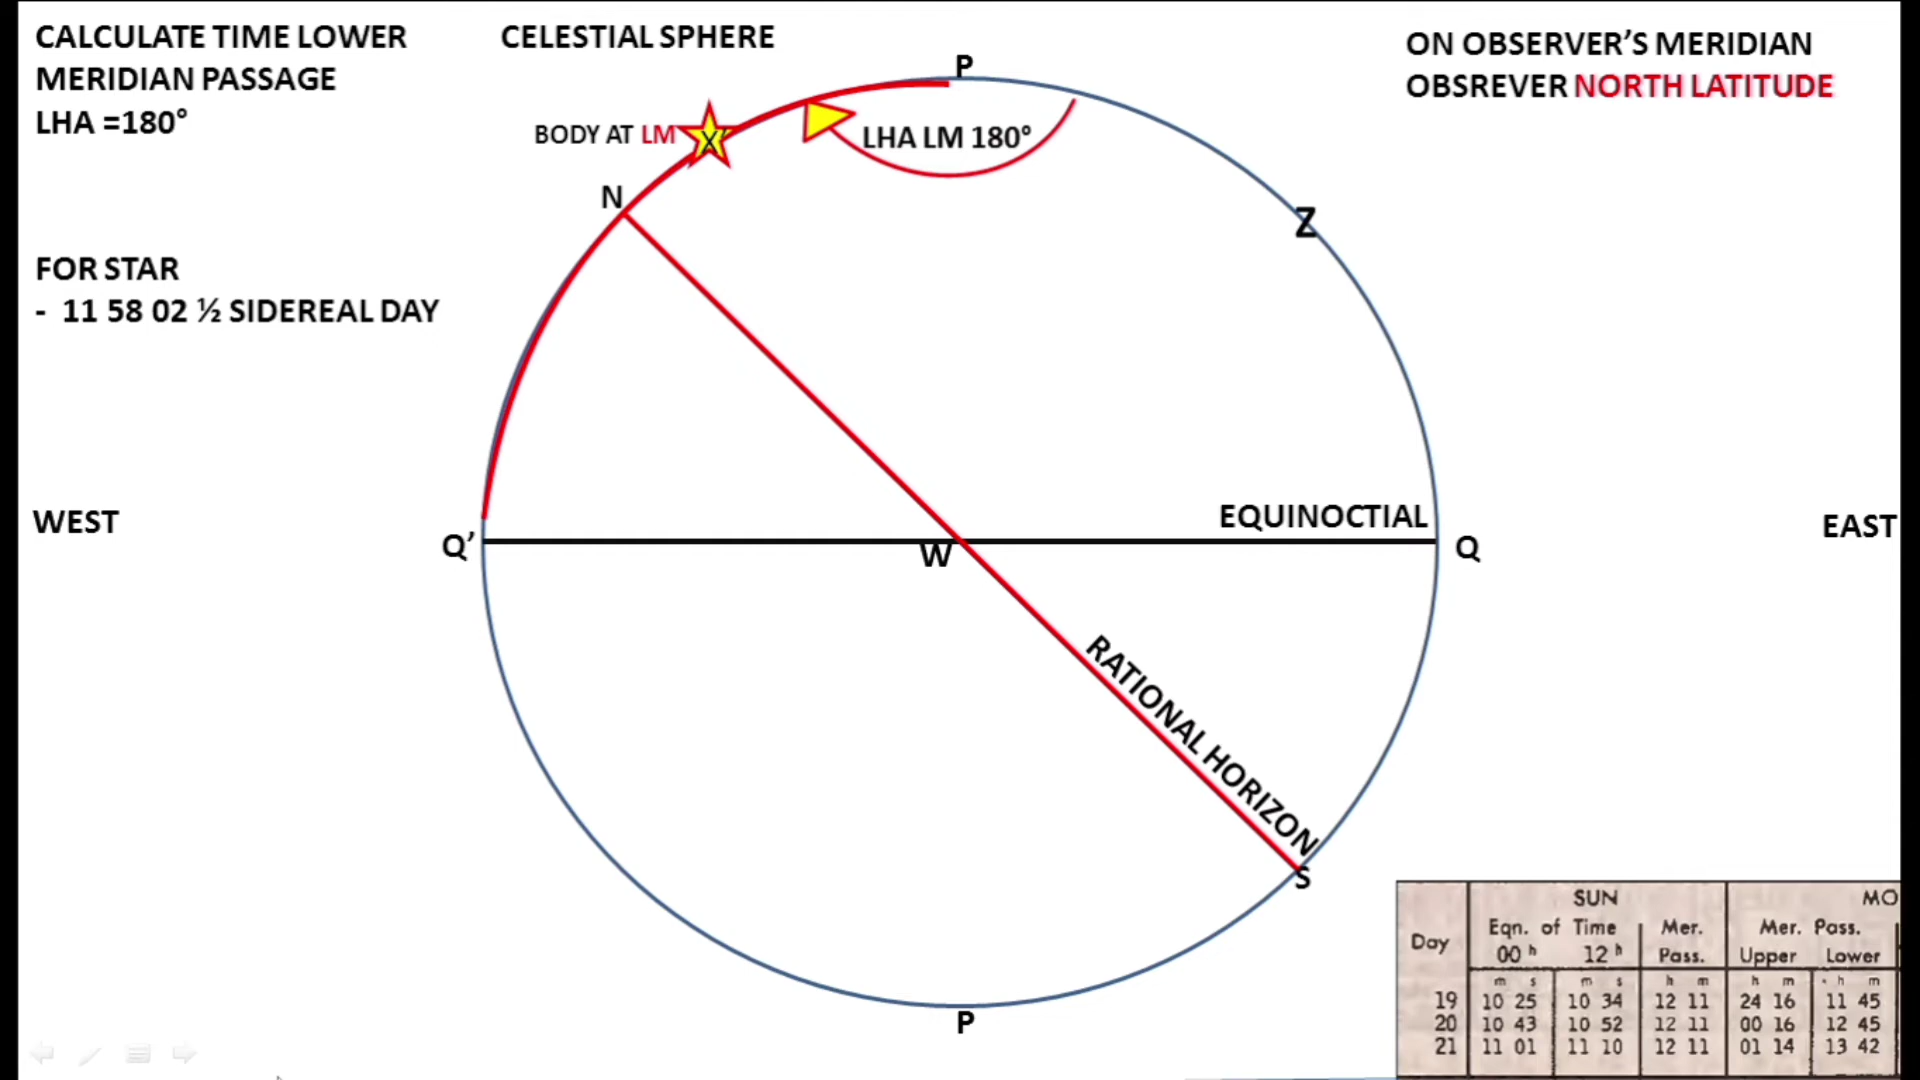 CALCULATE TIME LOWER
MERIDIAN PASSAGE
LHA =180°
CELESTIAL SPHERE
ON OBSERVER'S MERIDIAN
OBSREVER NORTH LATITUDE
P
BODY AT LM
X
LHA LM 180°
N
Z
FOR STAR
- 11 58 02 ½ SIDEREAL DAY
WEST
EQUINOCTIAL
EAST
Q'
W
Q
RATIONAL HORIZON
S
P
SUN MO
Day Eqn. of Time Mer. Mer. Pass.
00 h 12 h Pass. Upper Lower
m s m s h m h m h m
19 10 25 10 34 12 11 24 16 11 45
20 10 43 10 52 12 11 00 16 12 45
21 11 01 11 10 12 11 01 14 13 42